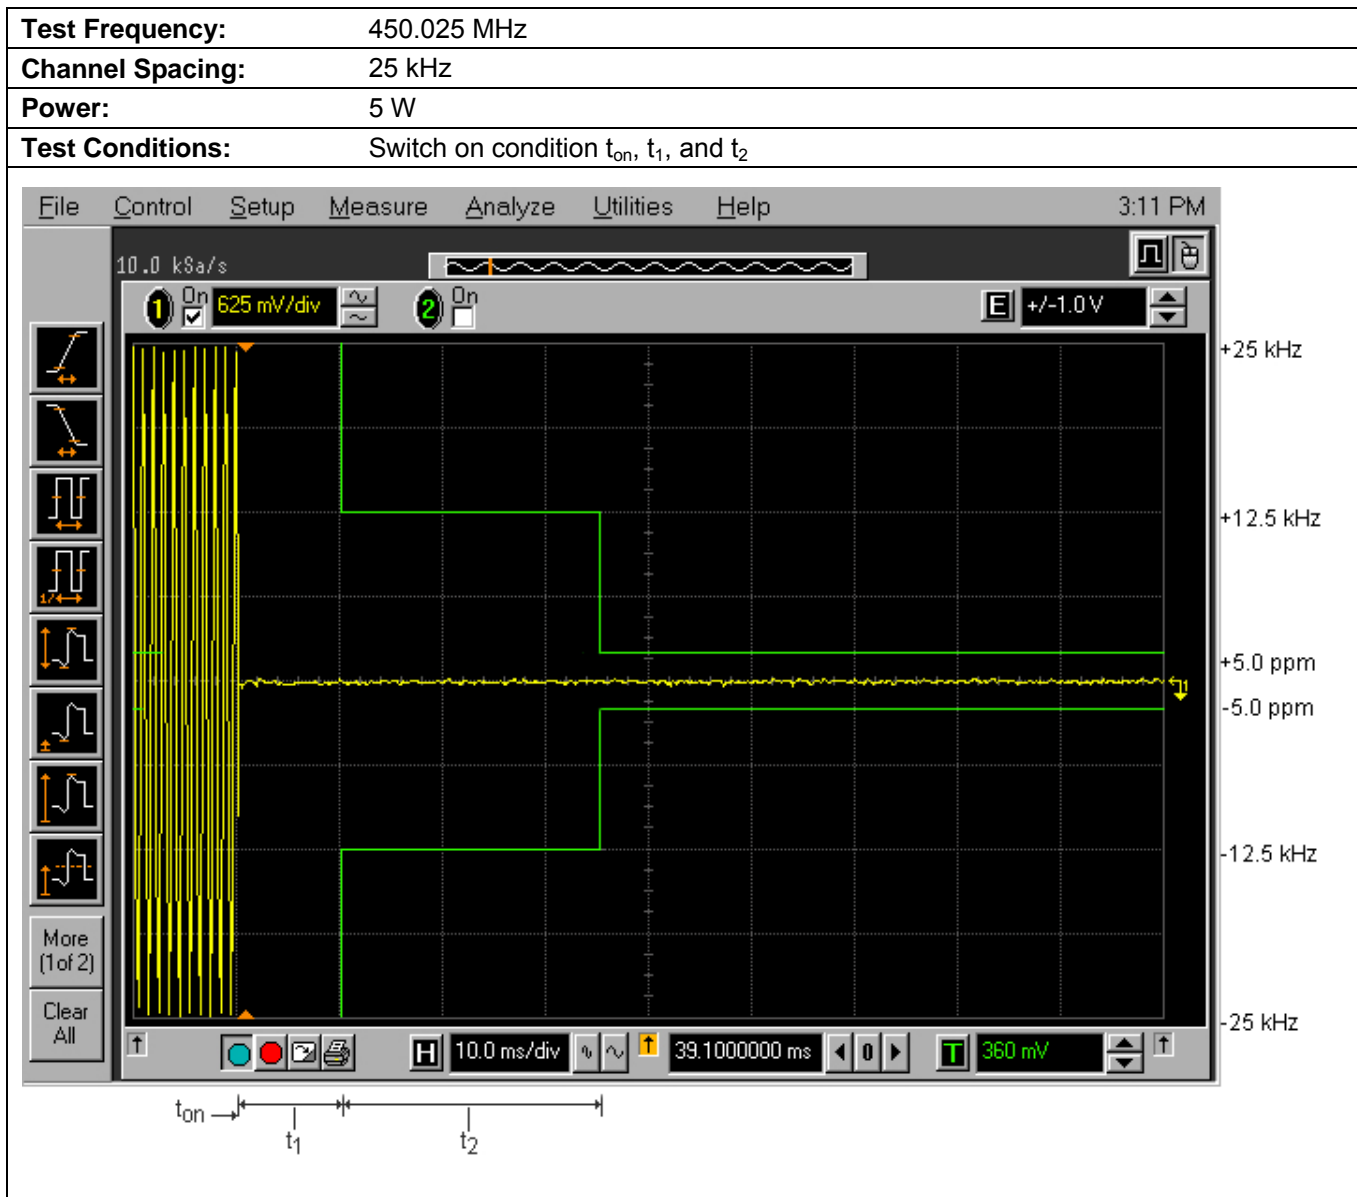 Test Frequency: 450.025 MHz
Channel Spacing: 25 kHz
Power: 5 W
Test Conditions: Switch on condition ton, t1, and t2
File Control Setup Measure Analyze Utilities Help 3:11 PM
10.0 kSa/s
1 On 625 mV/div 2 On E +/-1.0 V
+25 kHz
+12.5 kHz
1/
+5.0 ppm
1
-5.0 ppm
-12.5 kHz
More
(1of 2)
Clear
All
-25 kHz
H 10.0 ms/div 39.1000000 ms 0 T 360 mV
ton
t1 t2